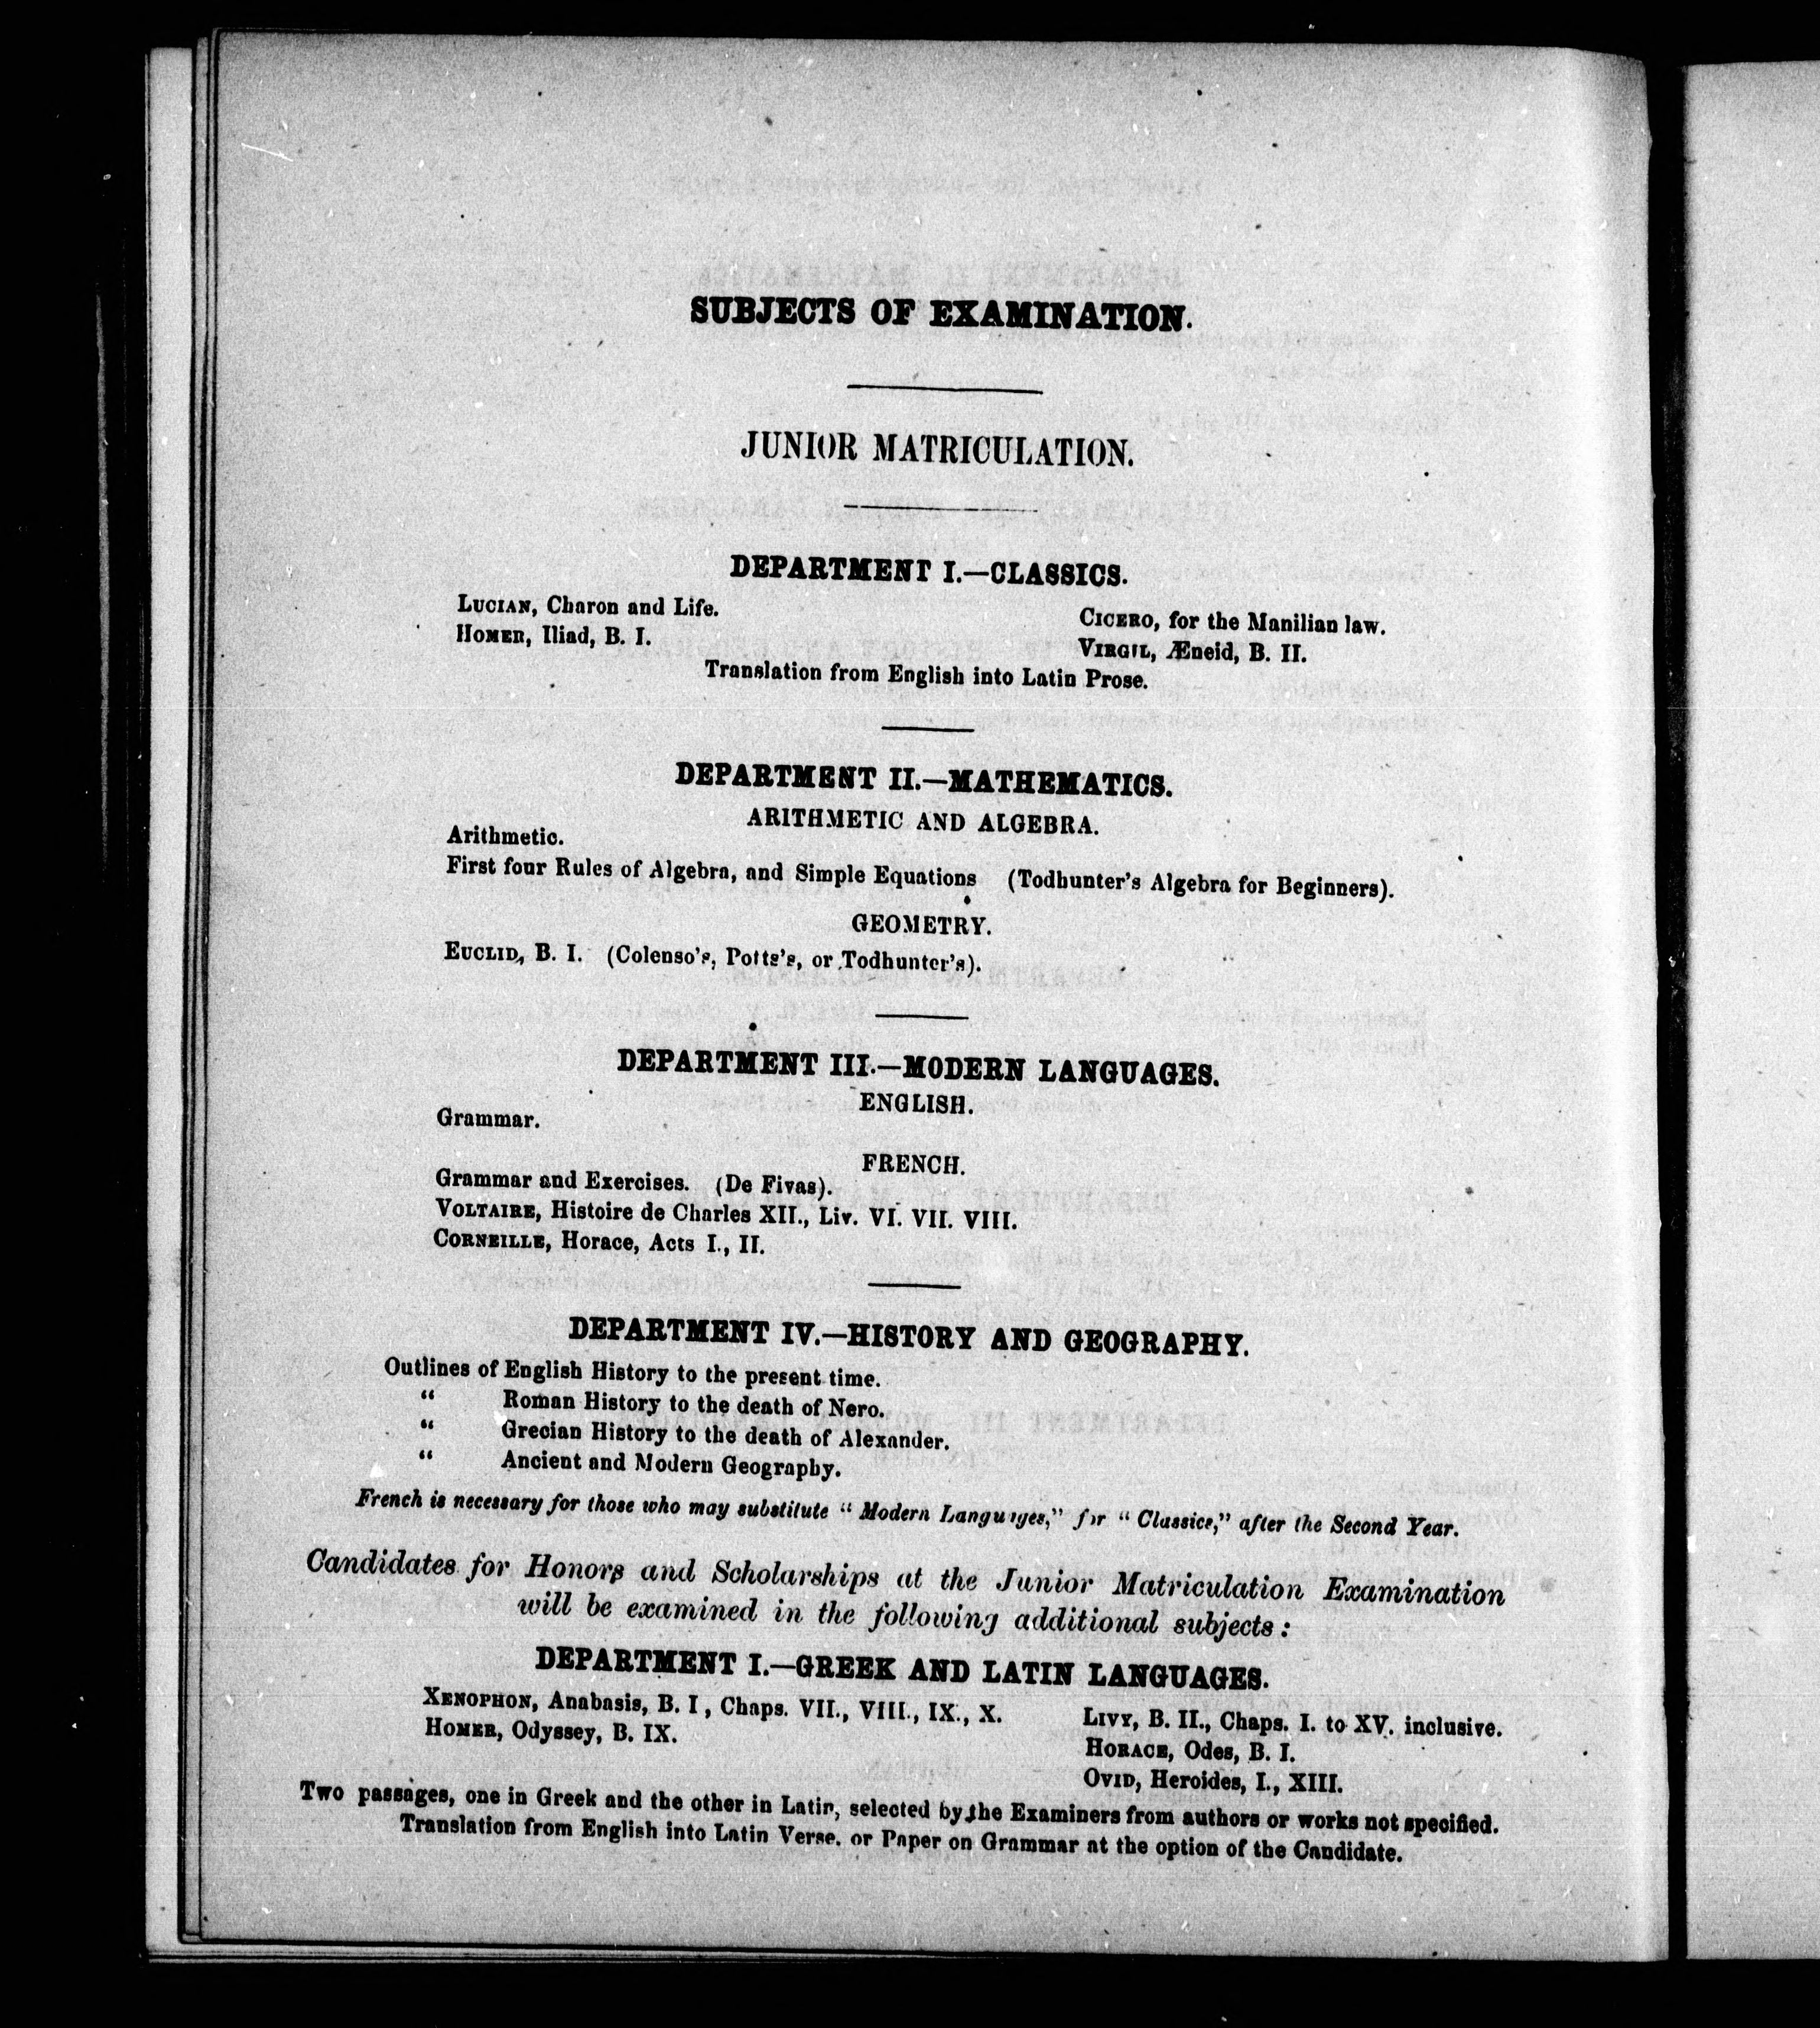 SUBJECTS OF EXAMINATION.
JUNIOR MATRICULATION.
DEPARTMENT I.—CLASSICS.
LUCIAN, Charon and Life.
HOMER, Iliad, B. I.
CICERO, for the Manilian law.
VIRGIL, Æneid, B. II.
Translation from English into Latin Prose.
DEPARTMENT II.—MATHEMATICS.
ARITHMETIC AND ALGEBRA.
Arithmetic.
First four Rules of Algebra, and Simple Equations (Todhunter's Algebra for Beginners).
GEOMETRY.
EUCLID, B. I. (Colenso's, Potts's, or Todhunter's).
DEPARTMENT III.—MODERN LANGUAGES.
ENGLISH.
Grammar.
FRENCH.
Grammar and Exercises. (De Fivas).
VOLTAIRE, Histoire de Charles XII., Liv. VI. VII. VIII.
CORNEILLE, Horace, Acts I., II.
DEPARTMENT IV.—HISTORY AND GEOGRAPHY.
Outlines of English History to the present time.
“ Roman History to the death of Nero.
“ Grecian History to the death of Alexander.
“ Ancient and Modern Geography.
French is necessary for those who may substitute “ Modern Languages,” for “ Classics,” after the Second Year.
Candidates for Honors and Scholarships at the Junior Matriculation Examination
will be examined in the following additional subjects :
DEPARTMENT I.—GREEK AND LATIN LANGUAGES.
XENOPHON, Anabasis, B. I, Chaps. VII., VIII., IX., X.
HOMER, Odyssey, B. IX.
LIVY, B. II., Chaps. I. to XV. inclusive.
HORACE, Odes, B. I.
OVID, Heroides, I., XIII.
Two passages, one in Greek and the other in Latin, selected by the Examiners from authors or works not specified.
Translation from English into Latin Verse, or Paper on Grammar at the option of the Candidate.